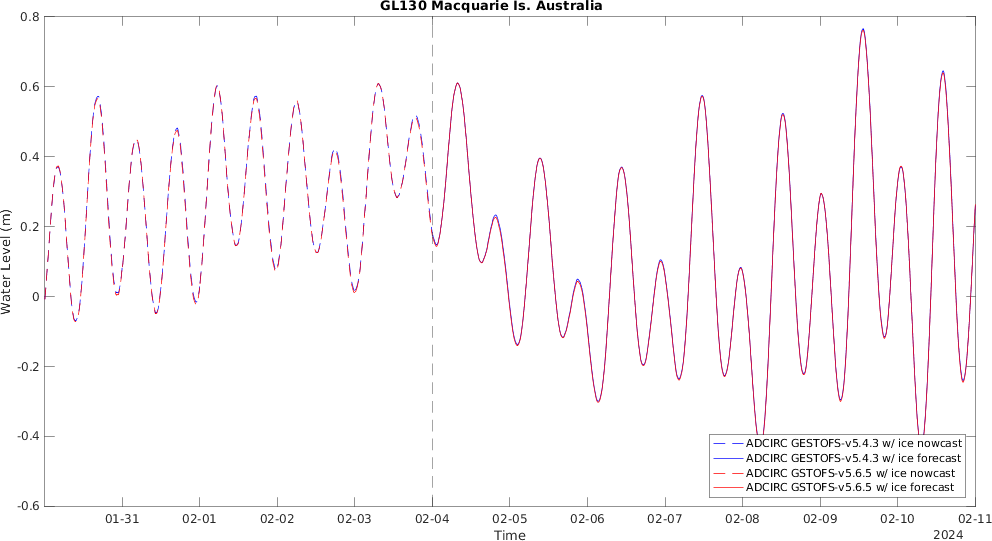 GL130 Macquarie Is. Australia
Water Level (m)
0.8
0.6
0.4
0.2
0
-0.2
-0.4
-0.6
ADCIRC GESTOFS-v5.4.3 w/ ice nowcast
ADCIRC GESTOFS-v5.4.3 w/ ice forecast
ADCIRC GSTOFS-v5.6.5 w/ ice nowcast
ADCIRC GSTOFS-v5.6.5 w/ ice forecast
01-31 02-01 02-02 02-03 02-04 02-05 02-06 02-07 02-08 02-09 02-10 02-11
Time
2024